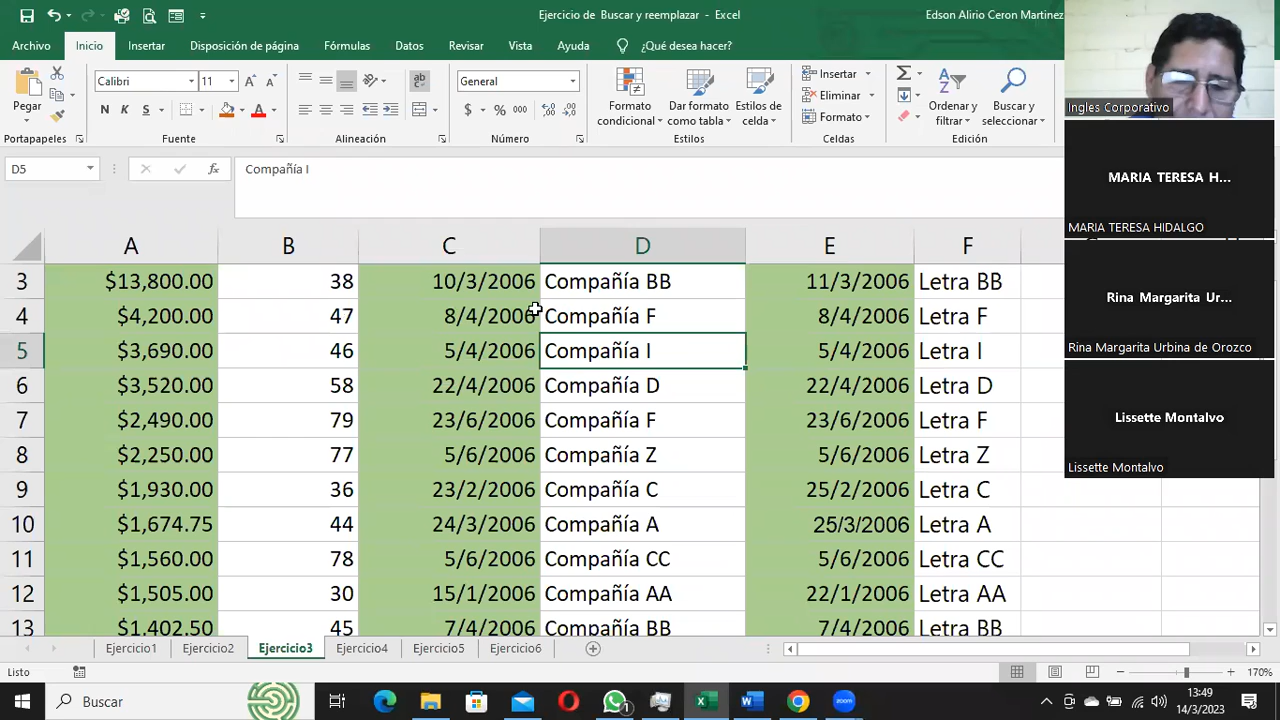 Ejercicio de Buscar y reemplazar - Excel
Edson Alirio Ceron Martinez
Archivo Inicio Insertar Disposición de página Fórmulas Datos Revisar Vista Ayuda ¿Qué desea hacer?
Pegar
Calibri 11
N K S
General
$ % 000
Formato condicional
Dar formato como tabla
Estilos de celda
Insertar
Eliminar
Formato
Ordenar y filtrar
Buscar y seleccionar
Portapapeles Fuente Alineación Número Estilos Celdas Edición
D5 fx Compañía I
A B C D E F
3 $13,800.00 38 10/3/2006 Compañía BB 11/3/2006 Letra BB
4 $4,200.00 47 8/4/2006 Compañía F 8/4/2006 Letra F
5 $3,690.00 46 5/4/2006 Compañía I 5/4/2006 Letra I
6 $3,520.00 58 22/4/2006 Compañía D 22/4/2006 Letra D
7 $2,490.00 79 23/6/2006 Compañía F 23/6/2006 Letra F
8 $2,250.00 77 5/6/2006 Compañía Z 5/6/2006 Letra Z
9 $1,930.00 36 23/2/2006 Compañía C 25/2/2006 Letra C
10 $1,674.75 44 24/3/2006 Compañía A 25/3/2006 Letra A
11 $1,560.00 78 5/6/2006 Compañía CC 5/6/2006 Letra CC
12 $1,505.00 30 15/1/2006 Compañía AA 22/1/2006 Letra AA
13 $1,402.50 45 7/4/2006 Compañía BB 7/4/2006 Letra BB
Ejercicio1 Ejercicio2 Ejercicio3 Ejercicio4 Ejercicio5 Ejercicio6
Listo
170%
Buscar
zoom
13:49
14/3/2023
Ingles Corporativo
MARIA TERESA H...
MARIA TERESA HIDALGO
Rina Margarita Ur...
Rina Margarita Urbina de Orozco
Lissette Montalvo
Lissette Montalvo